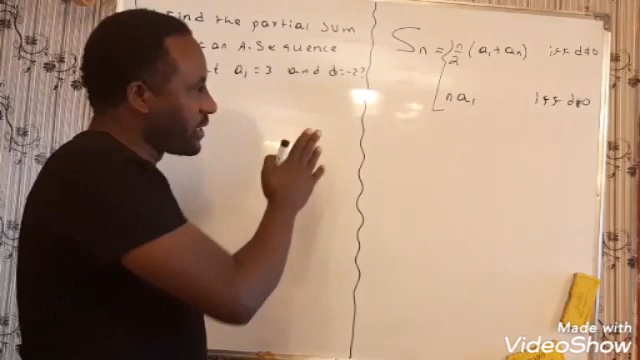 Find the partial sum
an A. Sequence
a₁ = 3 and d = -2?
Sn = { n/2 (a₁ + an) iff d≠0
na₁ iff d=0
Made with
VideoShow